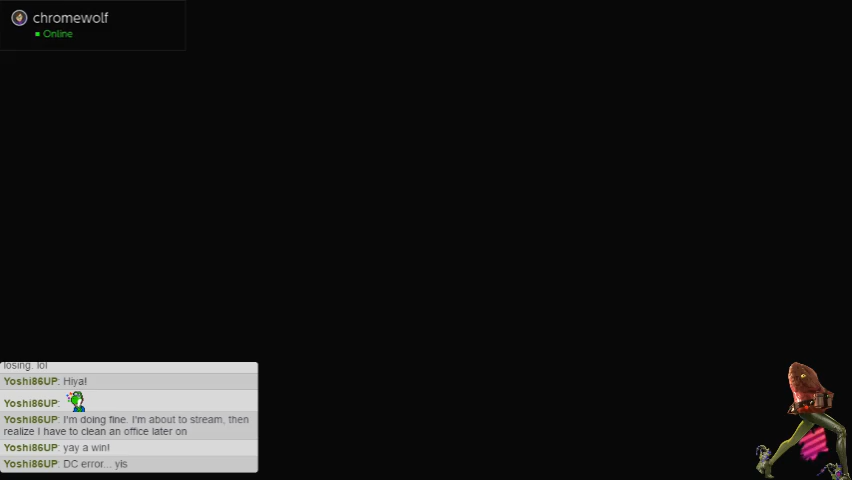 chromewolf
Online
losing. lol
Yoshi86UP: Hiya!
Yoshi86UP:
Yoshi86UP: I'm doing fine. I'm about to stream, then
realize I have to clean an office later on
Yoshi86UP: yay a win!
Yoshi86UP: DC error... yis